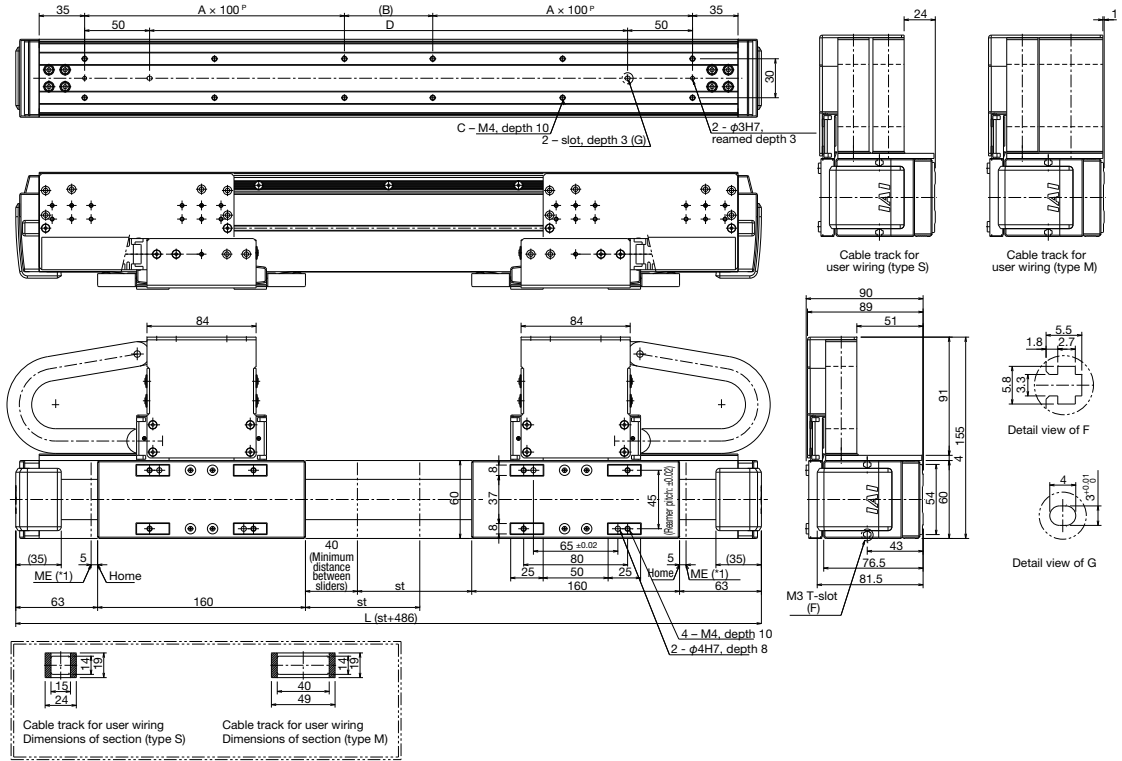 35
A × 100 P
(B)
A × 100 P
35
50
D
50
30
C – M4, depth 10
2 – slot, depth 3 (G)
2 - φ3H7,
reamed depth 3
24
1
IAI
IAI
Cable track for
user wiring (type S)
Cable track for
user wiring (type M)
84
84
90
89
51
91
155
4
60
54
IAI
43
76.5
81.5
M3 T-slot
(F)
5.5
1.8
2.7
5.8
3.3
Detail view of F
4
3 +0.01 0
Detail view of G
8
37
8
60
45
(Reamer pitch: ±0.02)
40
(Minimum
distance
between
sliders)
65 ±0.02
80
25
50
25
(35)
5
ME (*1)
Home
5
Home
ME (*1)
(35)
63
160
st
st
160
63
L (st+486)
4 – M4, depth 10
2 - φ4H7, depth 8
14
19
15
24
14
19
40
49
Cable track for user wiring
Dimensions of section (type S)
Cable track for user wiring
Dimensions of section (type M)